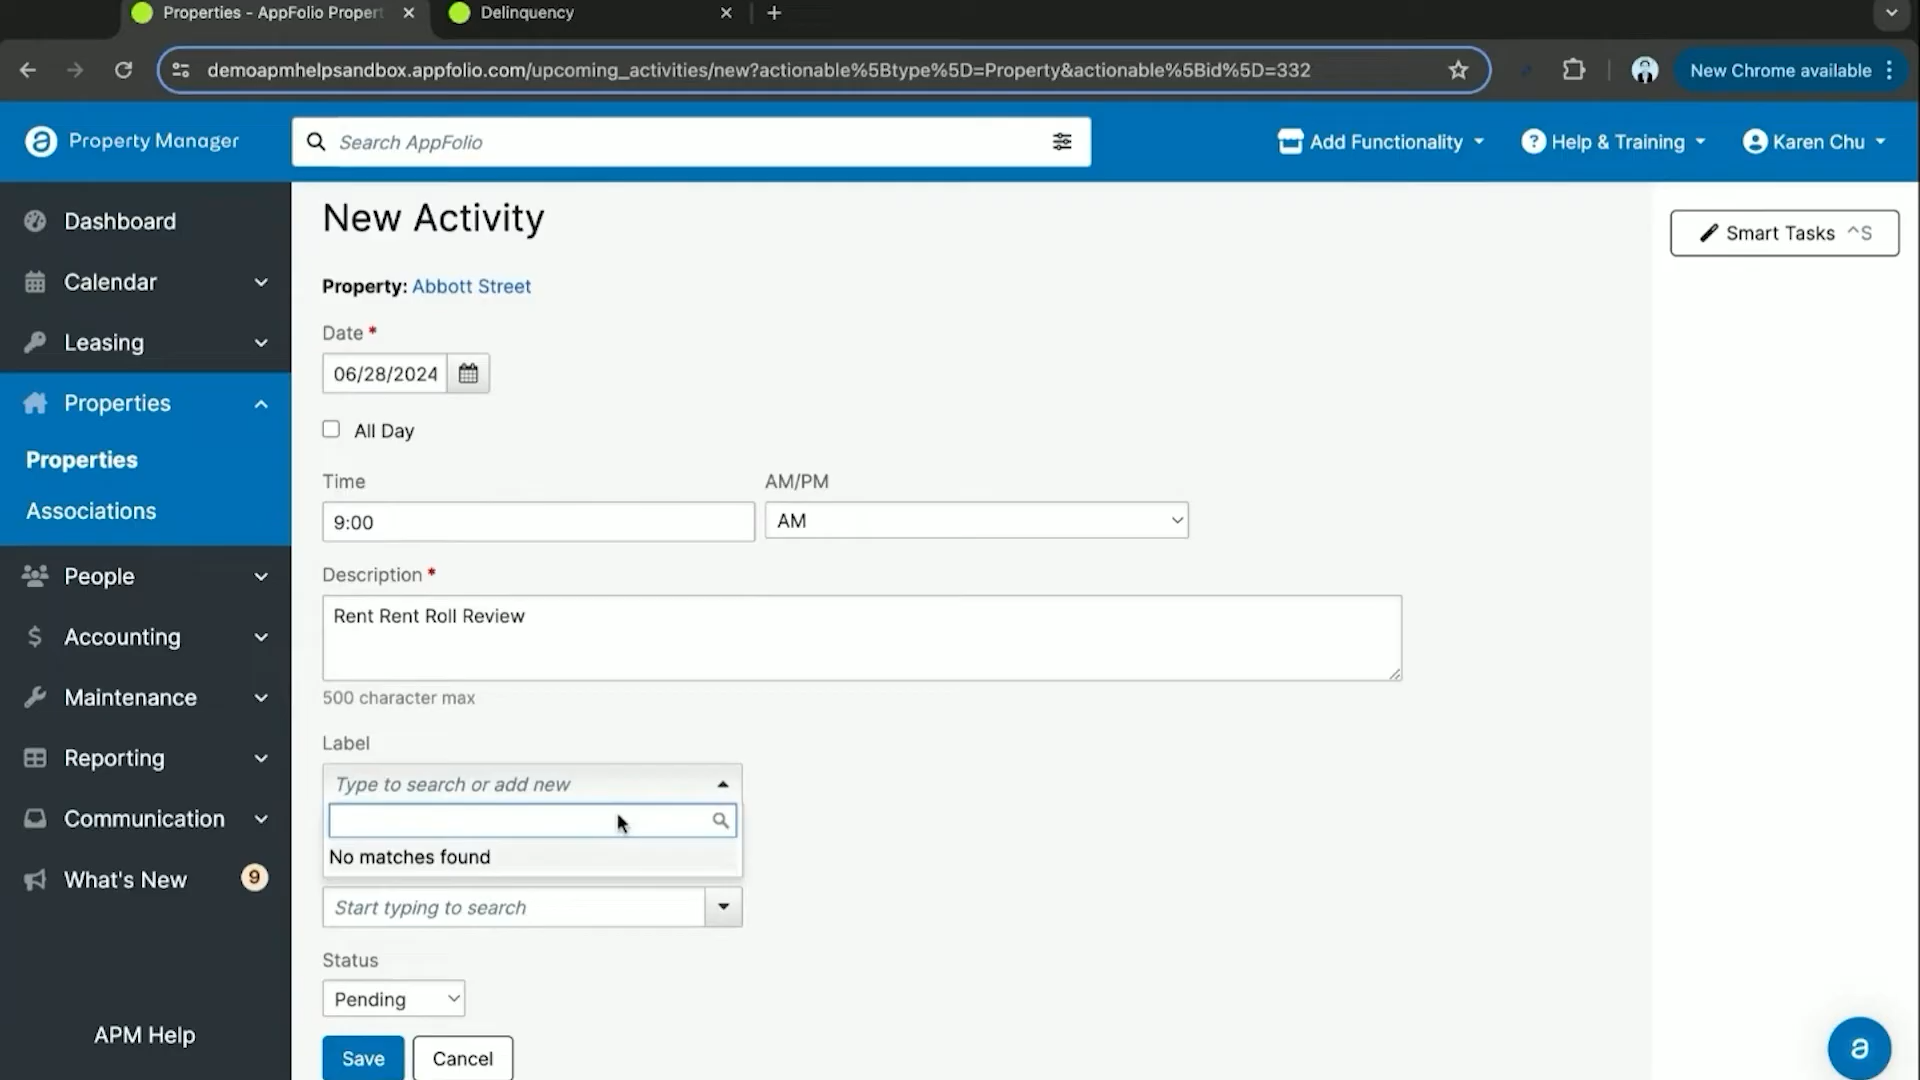 Properties - AppFolio Propert
Delinquency
demoapmhelpsandbox.appfolio.com/upcoming_activities/new?actionable%5Btype%5D=Property&actionable%5Bid%5D=332
New Chrome available
Property Manager
Search AppFolio
Add Functionality
Help & Training
Karen Chu
Dashboard
Calendar
Leasing
Properties
Properties
Associations
People
Accounting
Maintenance
Reporting
Communication
What's New
9
APM Help
New Activity
Smart Tasks ^S
Property: Abbott Street
Date *
06/28/2024
All Day
Time
AM/PM
9:00
AM
Description *
Rent Rent Roll Review
500 character max
Label
Type to search or add new
No matches found
Start typing to search
Status
Pending
Save
Cancel